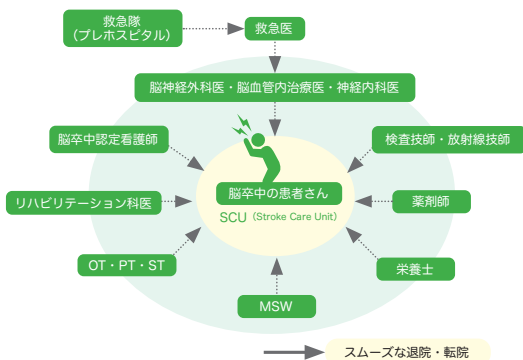 救急隊
（プレホスピタル）
救急医
脳神経外科医・脳血管内治療医・神経内科医
脳卒中認定看護師
検査技師・放射線技師
脳卒中の患者さん
リハビリテーション科医
薬剤師
SCU（Stroke Care Unit）
OT・PT・ST
栄養士
MSW
スムーズな退院・転院